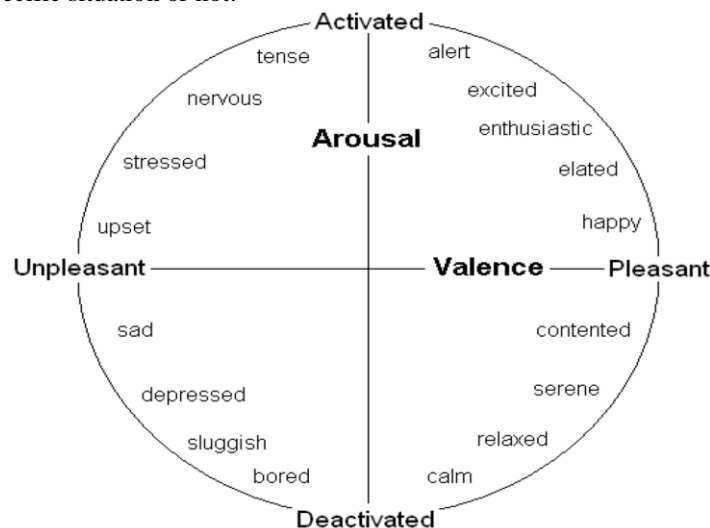 Activated
tense alert
nervous excited
enthusiastic
Arousal
stressed elated
upset happy
Unpleasant Valence Pleasant
sad contented
depressed serene
sluggish relaxed
bored calm
Deactivated